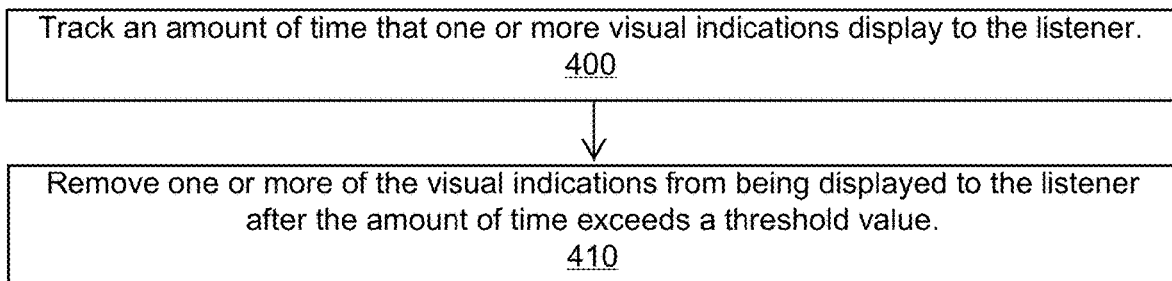 Track an amount of time that one or more visual indications display to the listener.
400
Remove one or more of the visual indications from being displayed to the listener
after the amount of time exceeds a threshold value.
410